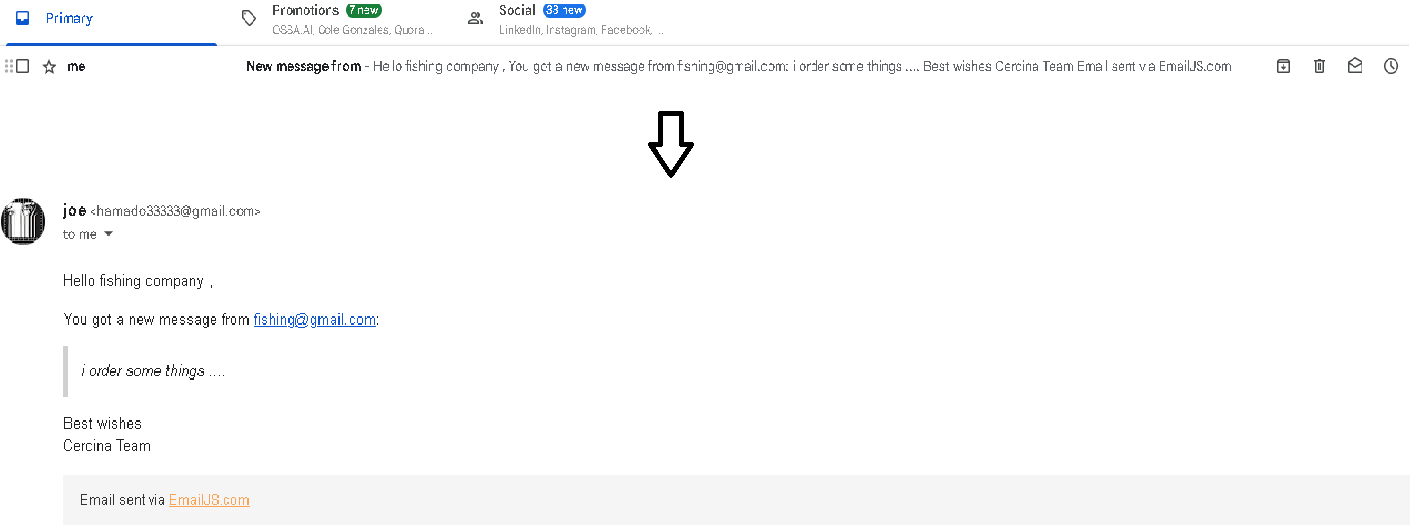 Primary
Promotions 7 new
OSSA.AI, Cole Gonzales, Quora ...
Social 33 new
LinkedIn, Instagram, Facebook, ...
me New message from - Hello fishing company , You got a new message from fishing@gmail.com: i order some things .... Best wishes Cercina Team Email sent via EmailJS.com
joe <hamado33333@gmail.com>
to me
Hello fishing company ,
You got a new message from fishing@gmail.com:
i order some things ....
Best wishes
Cercina Team
Email sent via EmailJS.com